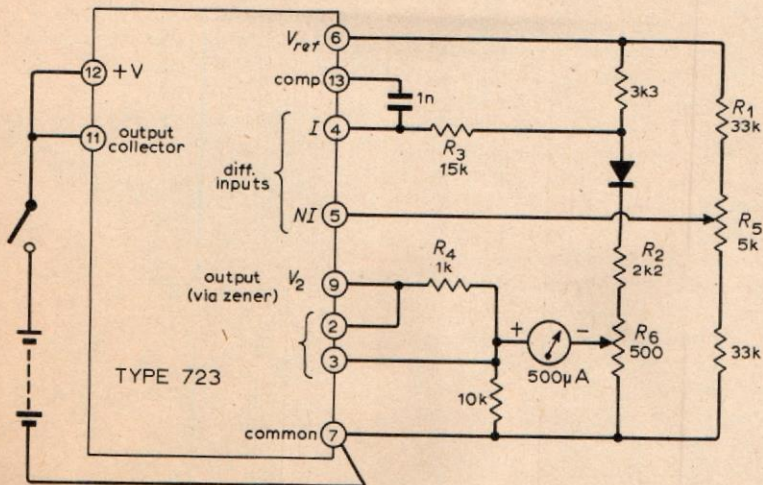 6
V_ref
12
+V
comp
13
1n
3k3
R1
33k
11
output
collector
I
4
R3
15k
diff.
inputs
NI
5
R5
5k
R4
1k
R2
2k2
output
(via zener)
V2
9
2
+
−
R6
500
33k
3
TYPE 723
500µA
10k
common
7